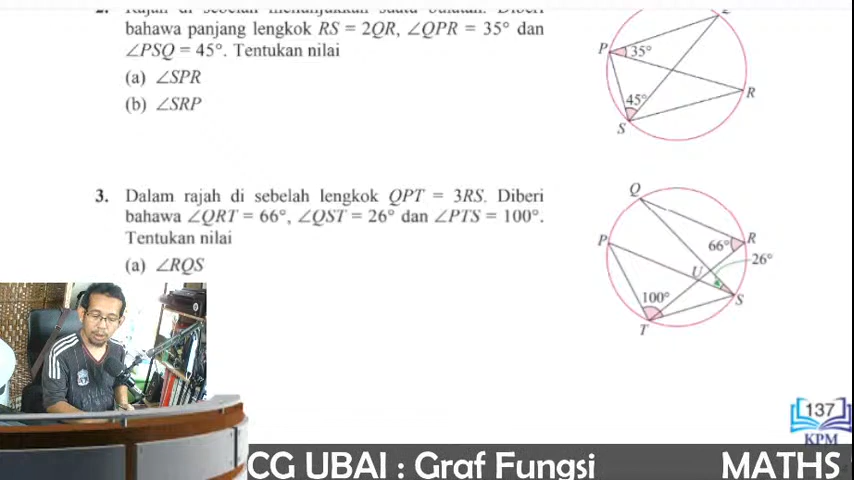 bahawa panjang lengkok RS = 2QR, ∠QPR = 35° dan
∠PSQ = 45°. Tentukan nilai
(a) ∠SPR
(b) ∠SRP
P
35°
45°
R
S
3. Dalam rajah di sebelah lengkok QPT = 3RS. Diberi
bahawa ∠QRT = 66°, ∠QST = 26° dan ∠PTS = 100°.
Tentukan nilai
(a) ∠RQS
Q
P
66°
R
26°
U
100°
S
T
137
KPM
CG UBAI : Graf Fungsi
MATHS